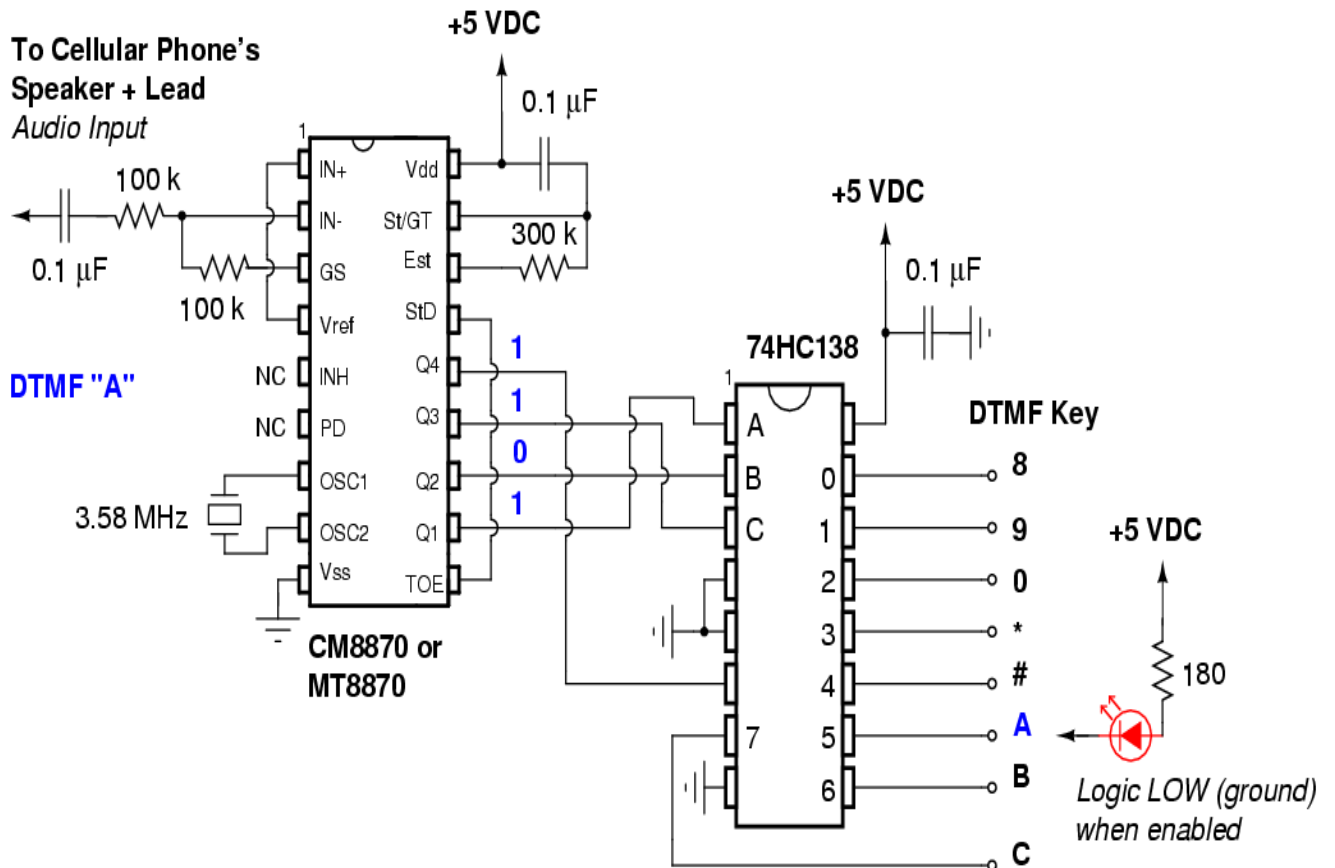 To Cellular Phone's
Speaker + Lead
Audio Input
+5 VDC
0.1 µF
100 k
0.1 µF
100 k
300 k
1
IN+
IN-
GS
Vref
INH
PD
OSC1
OSC2
Vss
Vdd
St/GT
Est
StD
Q4
Q3
Q2
Q1
TOE
NC
NC
DTMF "A"
3.58 MHz
CM8870 or
MT8870
1
1
0
1
+5 VDC
0.1 µF
74HC138
1
A
B
C
7
0
1
2
3
4
5
6
DTMF Key
8
9
0
*
#
A
B
C
+5 VDC
180
Logic LOW (ground)
when enabled